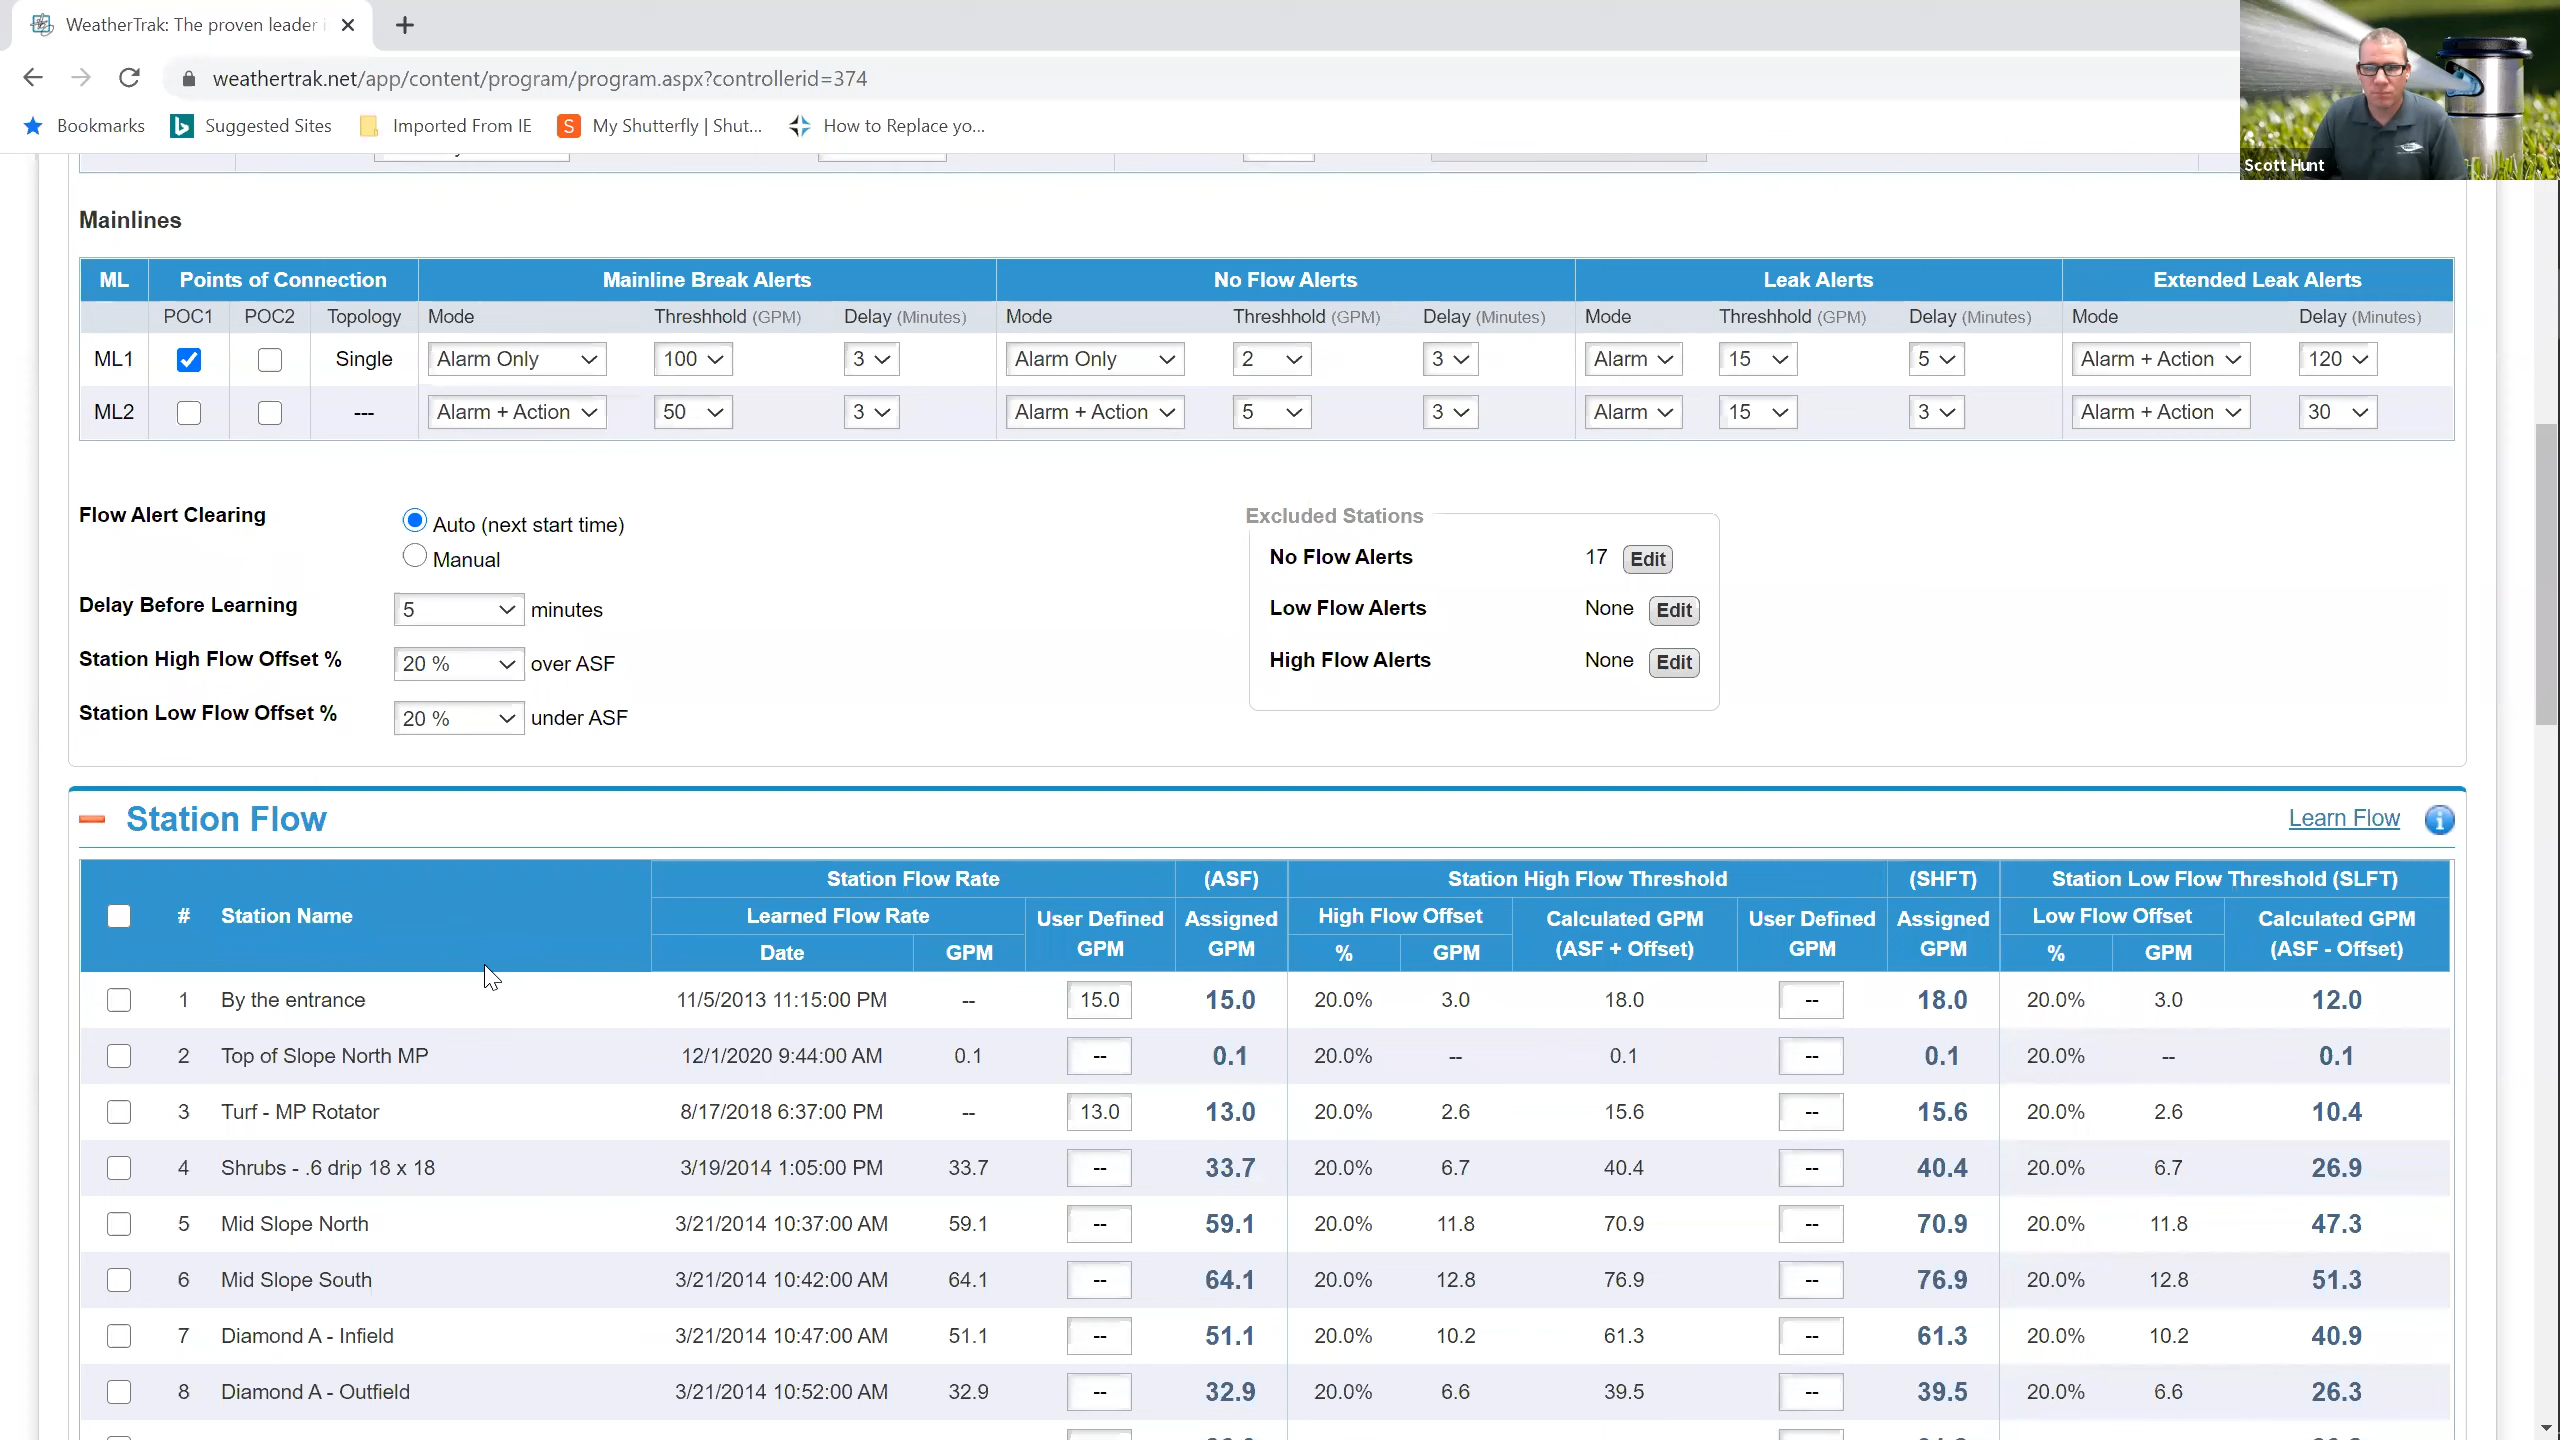 WeatherTrak: The proven leader i
weathertrak.net/app/content/program/program.aspx?controllerid=374
Bookmarks Suggested Sites Imported From IE My Shutterfly | Shut... How to Replace yo...
Scott Hunt
Mainlines
ML Points of Connection Mainline Break Alerts No Flow Alerts Leak Alerts Extended Leak Alerts
POC1 POC2 Topology Mode Threshhold (GPM) Delay (Minutes) Mode Threshhold (GPM) Delay (Minutes) Mode Threshhold (GPM) Delay (Minutes) Mode Delay (Minutes)
ML1 Single Alarm Only 100 3 Alarm Only 2 3 Alarm 15 5 Alarm + Action 120
ML2 --- Alarm + Action 50 3 Alarm + Action 5 3 Alarm 15 3 Alarm + Action 30
Flow Alert Clearing Auto (next start time)
Manual
Delay Before Learning 5 minutes
Station High Flow Offset % 20 % over ASF
Station Low Flow Offset % 20 % under ASF
Excluded Stations
No Flow Alerts 17 Edit
Low Flow Alerts None Edit
High Flow Alerts None Edit
Station Flow Learn Flow i
Station Flow Rate (ASF) Station High Flow Threshold (SHFT) Station Low Flow Threshold (SLFT)
# Station Name Learned Flow Rate User Defined GPM Assigned GPM High Flow Offset Calculated GPM (ASF + Offset) User Defined GPM Assigned GPM Low Flow Offset Calculated GPM (ASF - Offset)
Date GPM % GPM % GPM
1 By the entrance 11/5/2013 11:15:00 PM -- 15.0 15.0 20.0% 3.0 18.0 -- 18.0 20.0% 3.0 12.0
2 Top of Slope North MP 12/1/2020 9:44:00 AM 0.1 -- 0.1 20.0% -- 0.1 -- 0.1 20.0% -- 0.1
3 Turf - MP Rotator 8/17/2018 6:37:00 PM -- 13.0 13.0 20.0% 2.6 15.6 -- 15.6 20.0% 2.6 10.4
4 Shrubs - .6 drip 18 x 18 3/19/2014 1:05:00 PM 33.7 -- 33.7 20.0% 6.7 40.4 -- 40.4 20.0% 6.7 26.9
5 Mid Slope North 3/21/2014 10:37:00 AM 59.1 -- 59.1 20.0% 11.8 70.9 -- 70.9 20.0% 11.8 47.3
6 Mid Slope South 3/21/2014 10:42:00 AM 64.1 -- 64.1 20.0% 12.8 76.9 -- 76.9 20.0% 12.8 51.3
7 Diamond A - Infield 3/21/2014 10:47:00 AM 51.1 -- 51.1 20.0% 10.2 61.3 -- 61.3 20.0% 10.2 40.9
8 Diamond A - Outfield 3/21/2014 10:52:00 AM 32.9 -- 32.9 20.0% 6.6 39.5 -- 39.5 20.0% 6.6 26.3